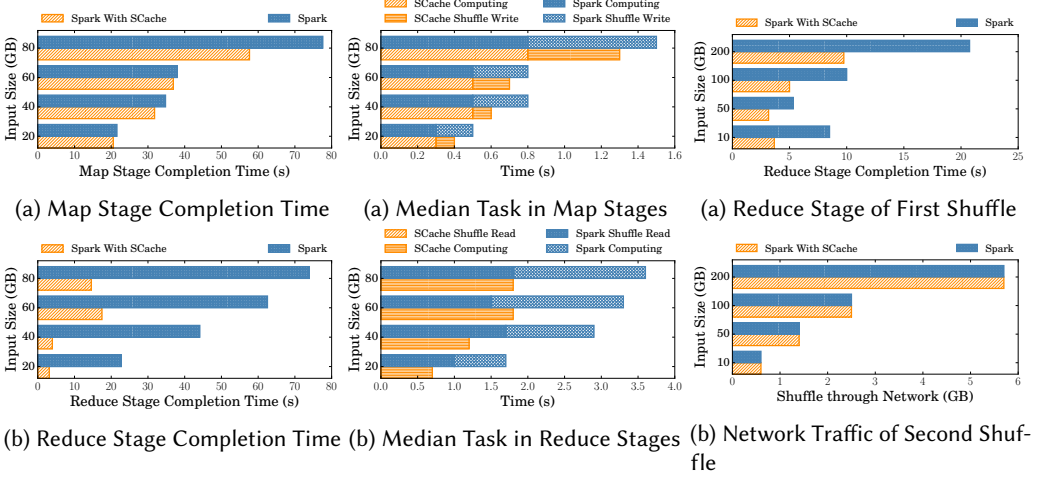 Spark With SCache Spark
Input Size (GB)
80
60
40
20
0 10 20 30 40 50 60 70 80
Map Stage Completion Time (s)
(a) Map Stage Completion Time
SCache Computing Spark Computing
SCache Shuffle Write Spark Shuffle Write
Input Size (GB)
80
60
40
20
0.0 0.2 0.4 0.6 0.8 1.0 1.2 1.4 1.6
Time (s)
(a) Median Task in Map Stages
Spark With SCache Spark
Input Size (GB)
200
100
50
10
0 5 10 15 20 25
Reduce Stage Completion Time (s)
(a) Reduce Stage of First Shuffle
Spark With SCache Spark
Input Size (GB)
80
60
40
20
0 10 20 30 40 50 60 70 80
Reduce Stage Completion Time (s)
(b) Reduce Stage Completion Time
SCache Shuffle Read Spark Shuffle Read
SCache Computing Spark Computing
Input Size (GB)
80
60
40
20
0.0 0.5 1.0 1.5 2.0 2.5 3.0 3.5 4.0
Time (s)
(b) Median Task in Reduce Stages
Spark With SCache Spark
Input Size (GB)
200
100
50
10
0 1 2 3 4 5 6
Shuffle through Network (GB)
(b) Network Traffic of Second Shuf-
fle